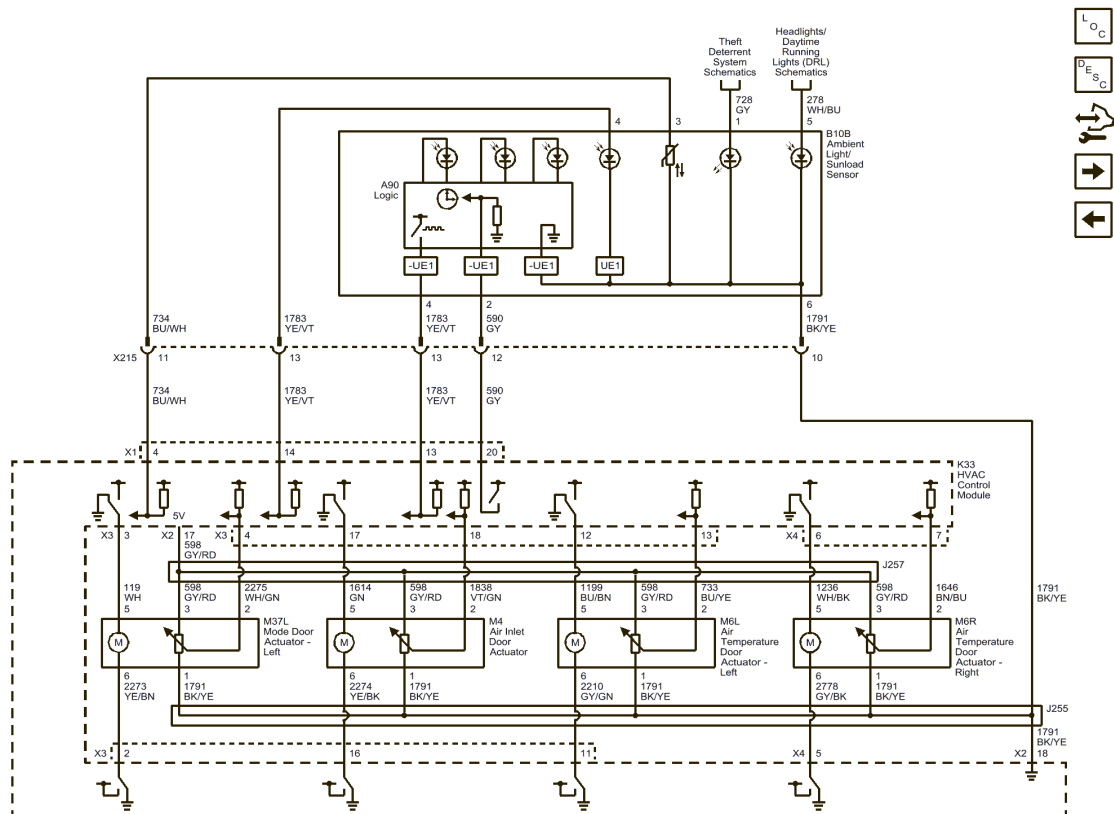 L
O
C
D
E
S
C
Theft
Deterrent
System
Schematics
Headlights/
Daytime
Running
Lights (DRL)
Schematics
728
GY
278
WH/BU
4
3
1
5
B10B
Ambient
Light/
Sunload
Sensor
A90
Logic
-UE1
-UE1
-UE1
UE1
4
2
6
734
BU/WH
1783
YE/VT
1783
YE/VT
590
GY
1791
BK/YE
X215
11
13
13
12
10
734
BU/WH
1783
YE/VT
1783
YE/VT
590
GY
X1
4
14
13
20
K33
HVAC
Control
Module
5V
X3
3
X2
17
X3
4
17
18
12
13
X4
6
7
598
GY/RD
J257
119
WH
598
GY/RD
2275
WH/GN
1614
GN
598
GY/RD
1838
VT/GN
1199
BU/BN
598
GY/RD
733
BU/YE
1236
WH/BK
598
GY/RD
1646
BN/BU
1791
BK/YE
5
3
2
5
3
2
5
3
2
5
3
2
M
M37L
Mode Door
Actuator -
Left
M
M4
Air Inlet
Door
Actuator
M
M6L
Air
Temperature
Door
Actuator -
Left
M
M6R
Air
Temperature
Door
Actuator -
Right
6
1
6
1
6
1
6
1
2273
YE/BN
1791
BK/YE
2274
YE/BK
1791
BK/YE
2210
GY/GN
1791
BK/YE
2778
GY/BK
1791
BK/YE
J255
1791
BK/YE
X3
2
16
11
X4
5
X2
18